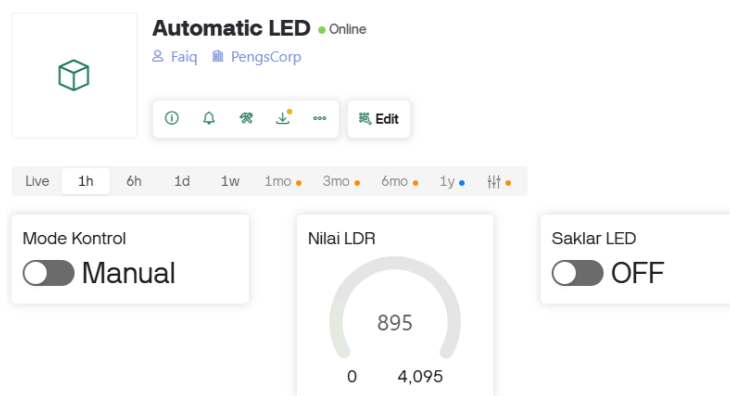 Automatic LED Online
Faiq PengsCorp
Edit
Live 1h 6h 1d 1w 1mo 3mo 6mo 1y
Mode Kontrol
Manual
Nilai LDR
895
0 4,095
Saklar LED
OFF